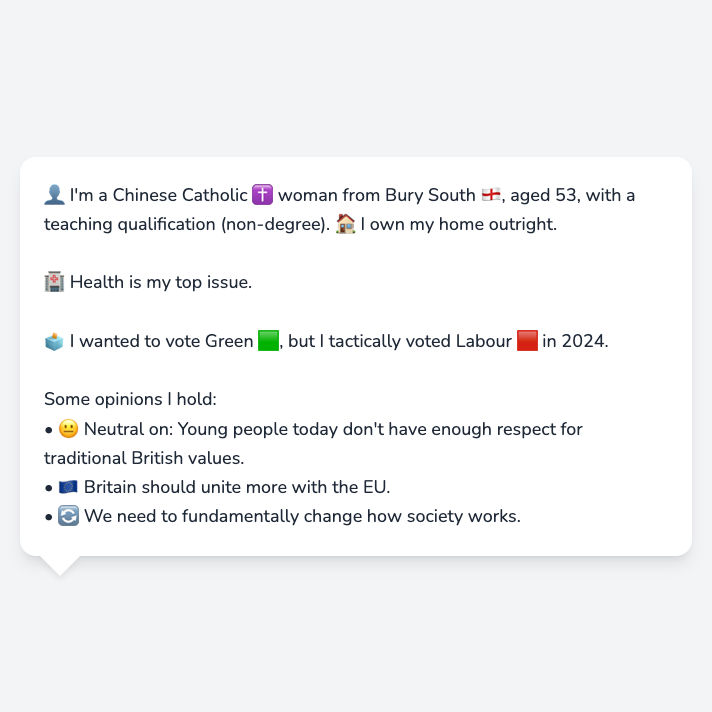 👤 I'm a Chinese Catholic ✝️ woman from Bury South 🏴󠁧󠁢󠁥󠁮󠁧󠁿, aged 53, with a
teaching qualification (non-degree). 🏠 I own my home outright.
🏥 Health is my top issue.
🗳️ I wanted to vote Green 🟩, but I tactically voted Labour 🟥 in 2024.
Some opinions I hold:
• 😐 Neutral on: Young people today don't have enough respect for
traditional British values.
• 🇪🇺 Britain should unite more with the EU.
• 🔄 We need to fundamentally change how society works.